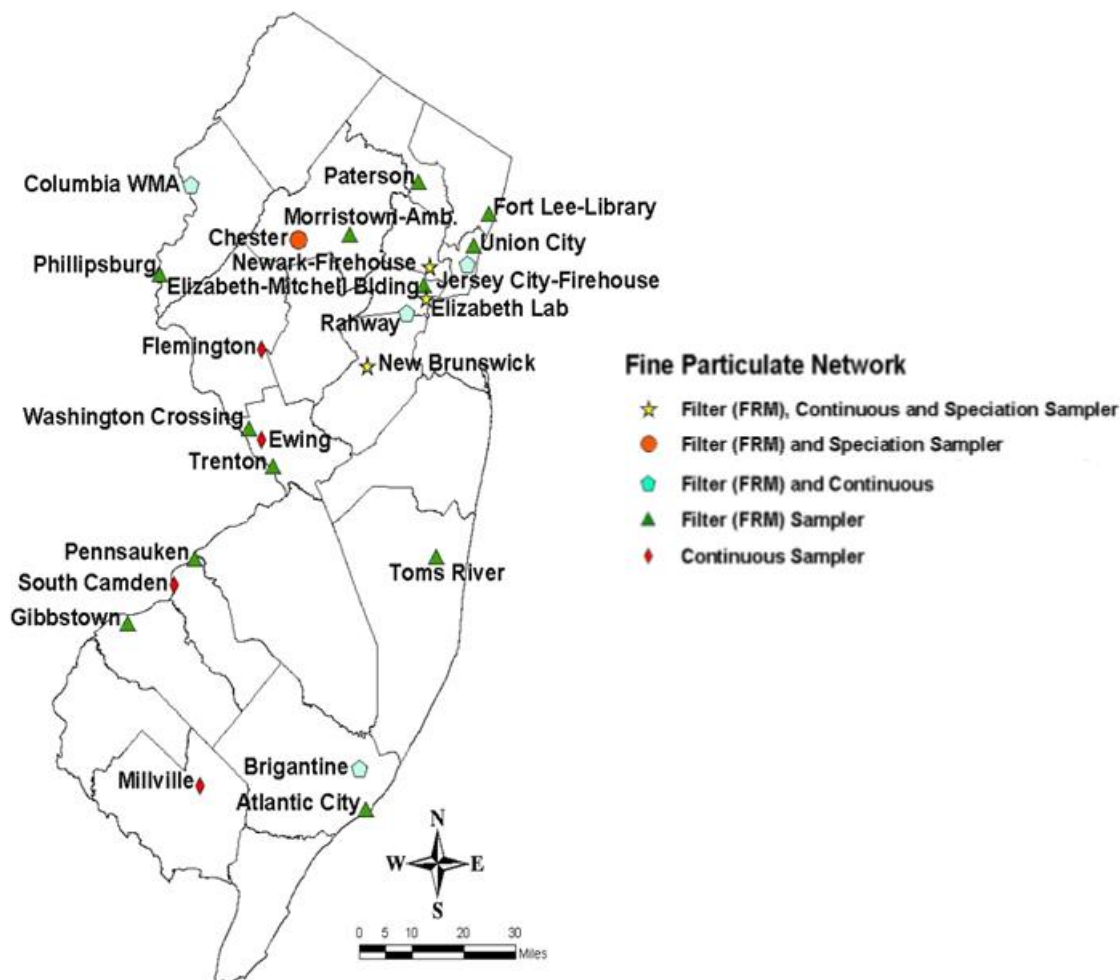 Paterson
Columbia WMA
Fort Lee-Library
Morristown-Amb.
Chester
Union City
Newark-Firehouse
Phillipsburg
Jersey City-Firehouse
Elizabeth-Mitchell Blding
Elizabeth Lab
Rahway
Flemington
New Brunswick
Fine Particulate Network
Filter (FRM), Continuous and Speciation Sampler
Filter (FRM) and Speciation Sampler
Filter (FRM) and Continuous
Filter (FRM) Sampler
Continuous Sampler
Washington Crossing
Ewing
Trenton
Pennsauken
Toms River
South Camden
Gibbstown
Brigantine
Millville
Atlantic City
N
W E
S
0 5 10 20 30
Miles